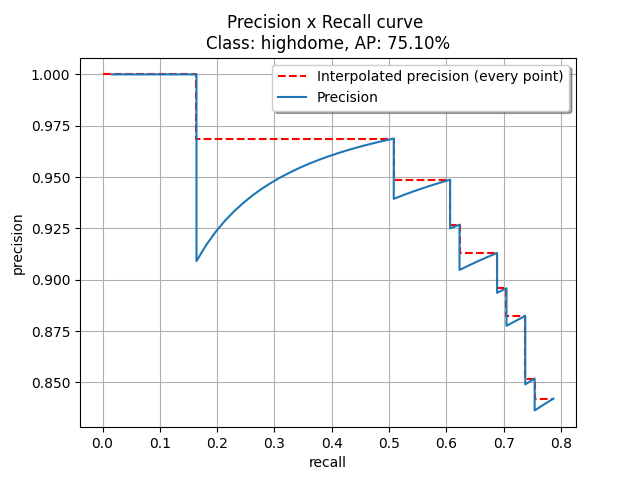 Precision x Recall curve
Class: highdome, AP: 75.10%
Interpolated precision (every point)
Precision
1.000
0.975
0.950
0.925
0.900
0.875
0.850
precision
0.0 0.1 0.2 0.3 0.4 0.5 0.6 0.7 0.8
recall